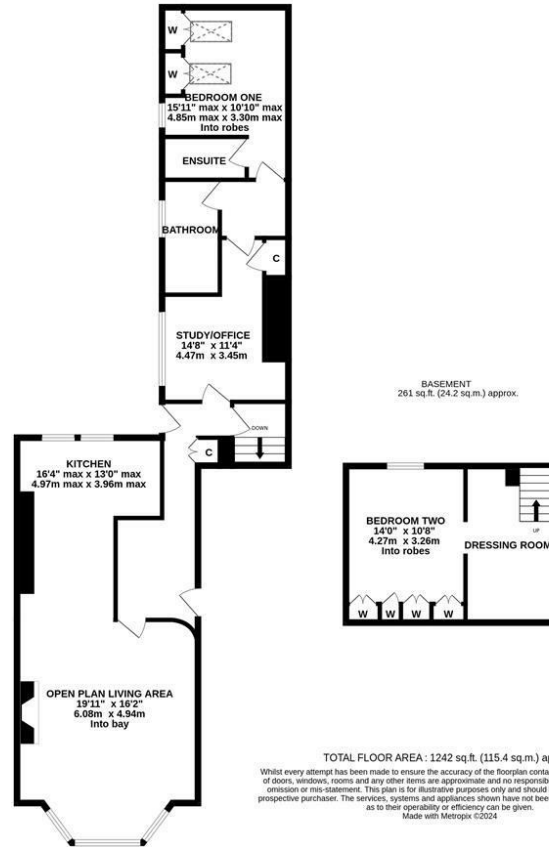 W
W
BEDROOM ONE
15'11" max x 10'10" max
4.85m max x 3.30m max
Into robes
ENSUITE
BATHROOM
C
STUDY/OFFICE
14'8" x 11'4"
4.47m x 3.45m
DOWN
C
KITCHEN
16'4" max x 13'0" max
4.97m max x 3.96m max
OPEN PLAN LIVING AREA
19'11" x 16'2"
6.08m x 4.94m
Into bay
BASEMENT
261 sq.ft. (24.2 sq.m.) approx.
BEDROOM TWO
14'0" x 10'8"
4.27m x 3.26m
Into robes
UP
DRESSING ROOM
W
W
W
W
TOTAL FLOOR AREA : 1242 sq.ft. (115.4 sq.m.) ap
Whilst every attempt has been made to ensure the accuracy of the floorplan conta
of doors, windows, rooms and any other items are approximate and no responsib
omission or mis-statement. This plan is for illustrative purposes only and should
prospective purchaser. The services, systems and appliances shown have not bee
as to their operability or efficiency can be given.
Made with Metropix ©2024